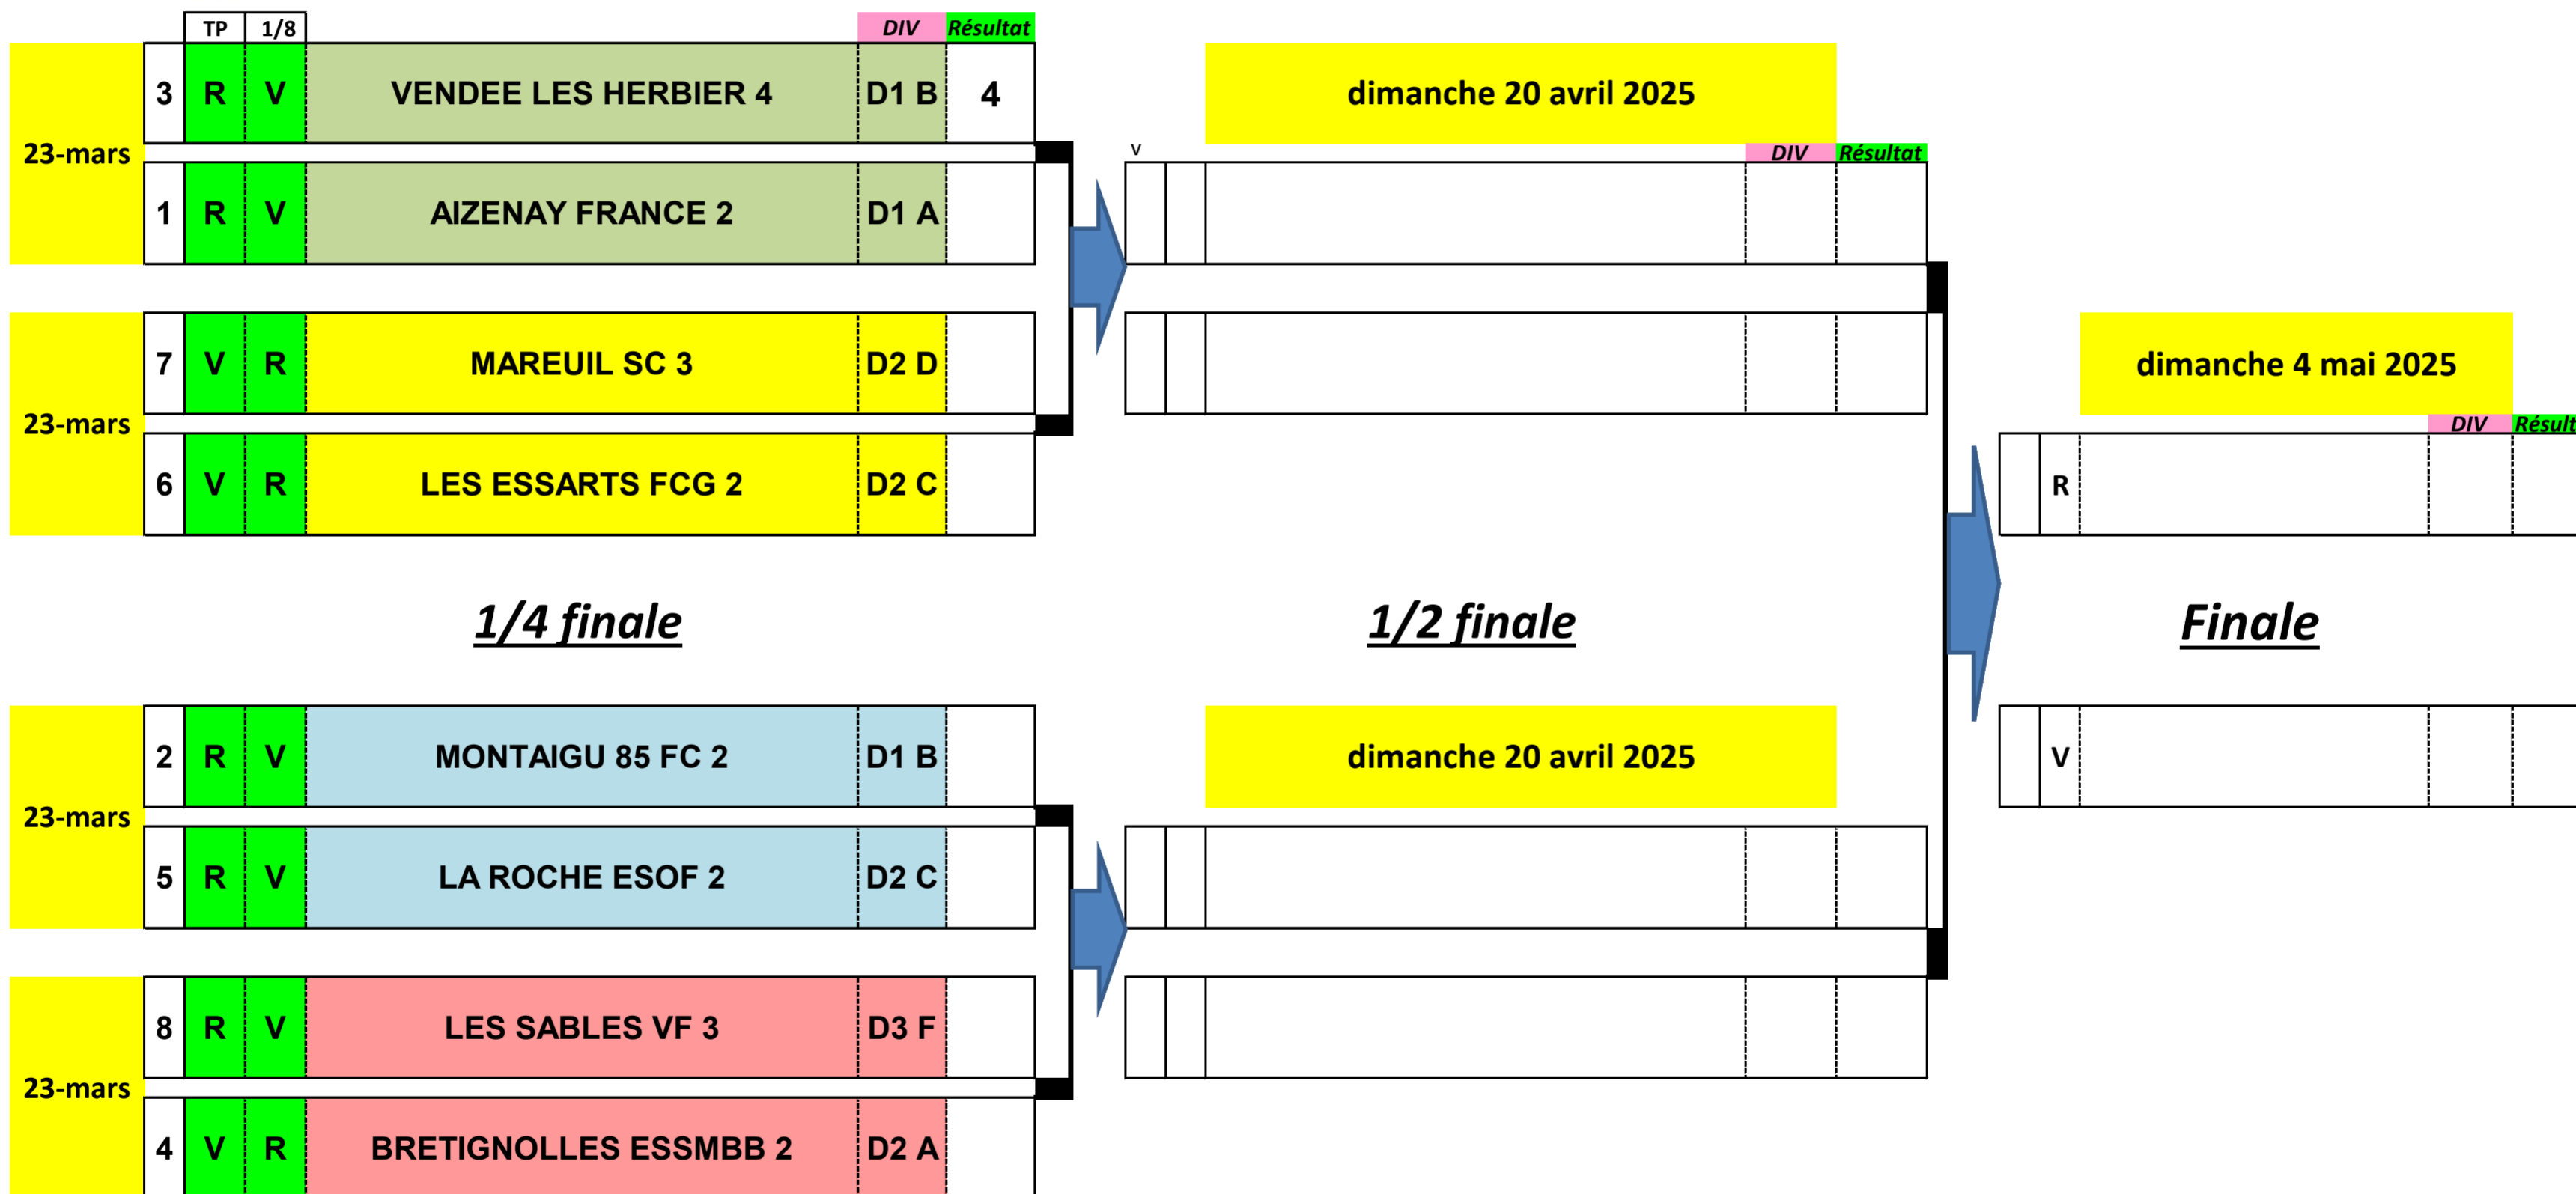 TP 1/8 DIV Résultat
23-mars
3 R V VENDEE LES HERBIER 4 D1 B 4
1 R V AIZENAY FRANCE 2 D1 A
dimanche 20 avril 2025
V
DIV Résultat
23-mars
7 V R MAREUIL SC 3 D2 D
6 V R LES ESSARTS FCG 2 D2 C
dimanche 4 mai 2025
DIV Résult
R
1/4 finale
1/2 finale
Finale
23-mars
2 R V MONTAIGU 85 FC 2 D1 B
5 R V LA ROCHE ESOF 2 D2 C
dimanche 20 avril 2025
V
23-mars
8 R V LES SABLES VF 3 D3 F
4 V R BRETIGNOLLES ESSMBB 2 D2 A